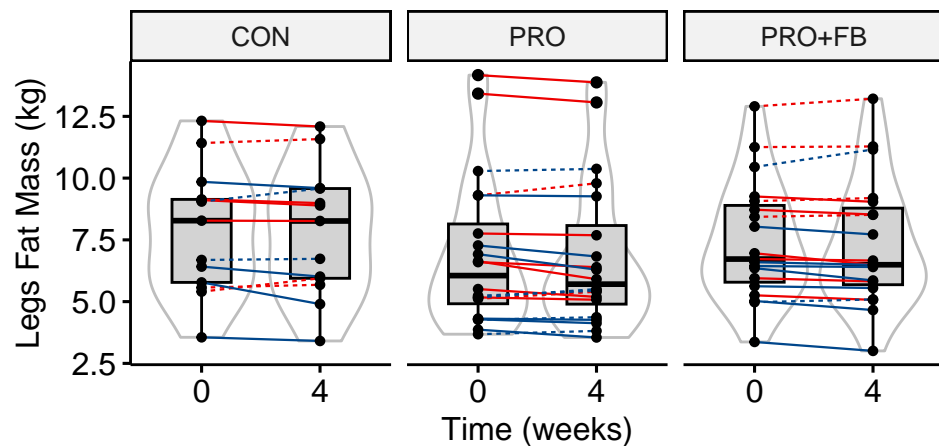 CON PRO PRO+FB
Legs Fat Mass (kg)
12.5
10.0
7.5
5.0
2.5
0 4 0 4 0 4
Time (weeks)